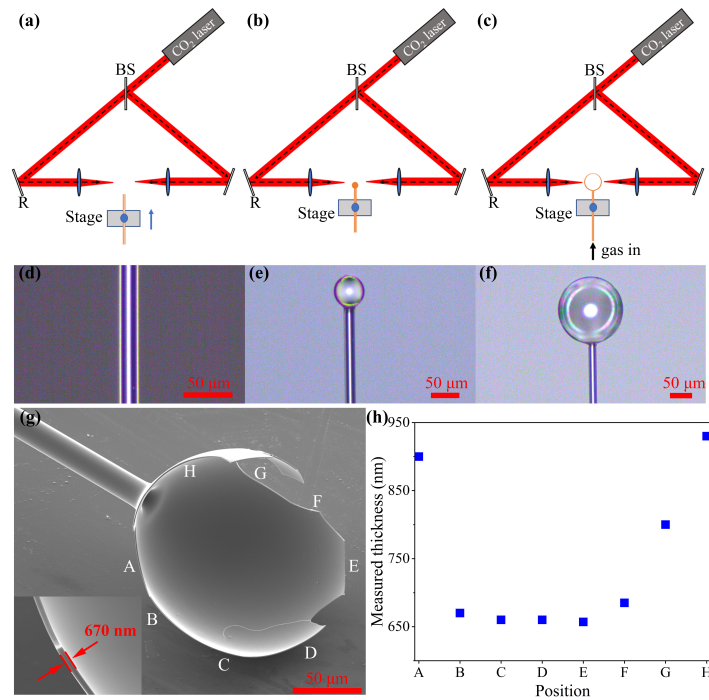 (a)
CO2 laser
BS
R
Stage
(b)
CO2 laser
BS
R
Stage
(c)
CO2 laser
BS
R
Stage
gas in
(d)
50 μm
(e)
50 μm
(f)
50 μm
(g)
H
G
F
E
A
B
C
D
670 nm
50 μm
(h)
Measured thickness (nm)
950
850
750
650
A B C D E F G H
Position